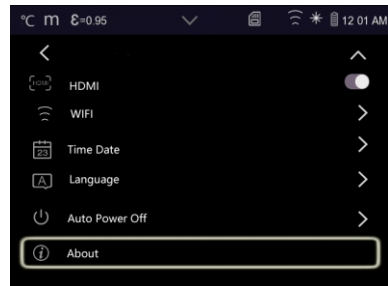 °C m ε=0.95 12 01 AM
HDMI HDMI
WIFI
23 Time Date
A Language
Auto Power Off
i About